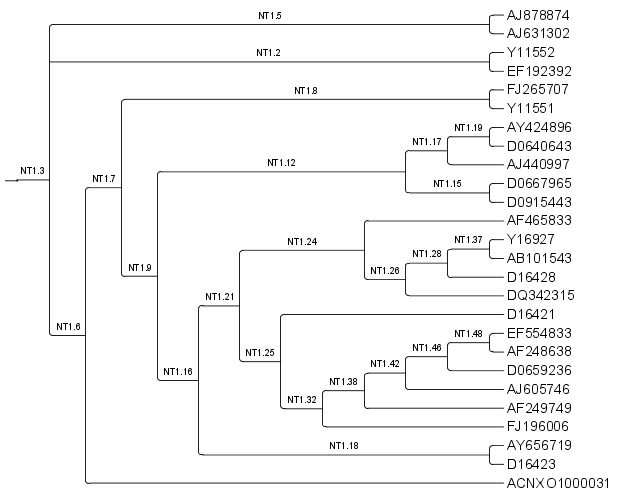 NT1.5
AJ878874
AJ631302
NT1.2
Y11552
EF192392
NT1.8
FJ265707
Y11551
NT1.19
AY424896
NT1.17
D0640643
NT1.3
NT1.7
NT1.12
AJ440997
NT1.15
D0667965
D0915443
AF465833
NT1.24
NT1.37
Y16927
NT1.28
AB101543
NT1.9
NT1.26
D16428
NT1.21
DQ342315
D16421
NT1.6
NT1.48
EF554833
NT1.25
NT1.46
AF248638
NT1.16
NT1.42
D0659236
NT1.38
AJ605746
NT1.32
AF249749
FJ196006
NT1.18
AY656719
D16423
ACNXO1000031